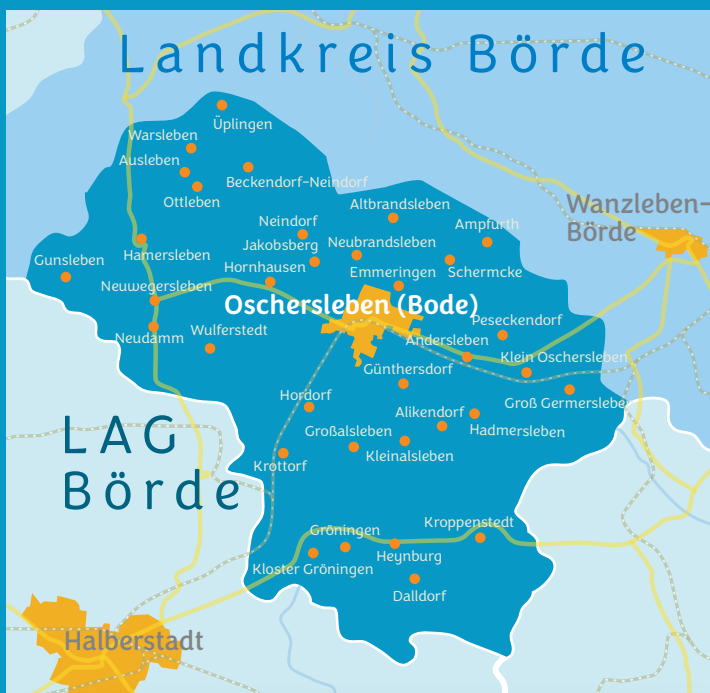 Landkreis Börde
Üplingen
Warsleben
Ausleben
Beckendorf-Neindorf
Ottleben
Altbrandsleben
Wanzleben-
Börde
Neindorf
Ampfurth
Jakobsberg
Neubrandsleben
Gunsleben
Hamersleben
Hornhausen
Emmeringen
Schermcke
Neuwegersleben
Oschersleben (Bode)
Peseckendorf
Neudamm
Wulferstedt
Andersleben
Klein Oschersleben
Günthersdorf
Hordorf
Groß Germersleben
Alikendorf
LAG
Börde
Großalsleben
Hadmersleben
Kleinalsleben
Krottorf
Kroppenstedt
Gröningen
Heynburg
Kloster Gröningen
Dalldorf
Halberstadt